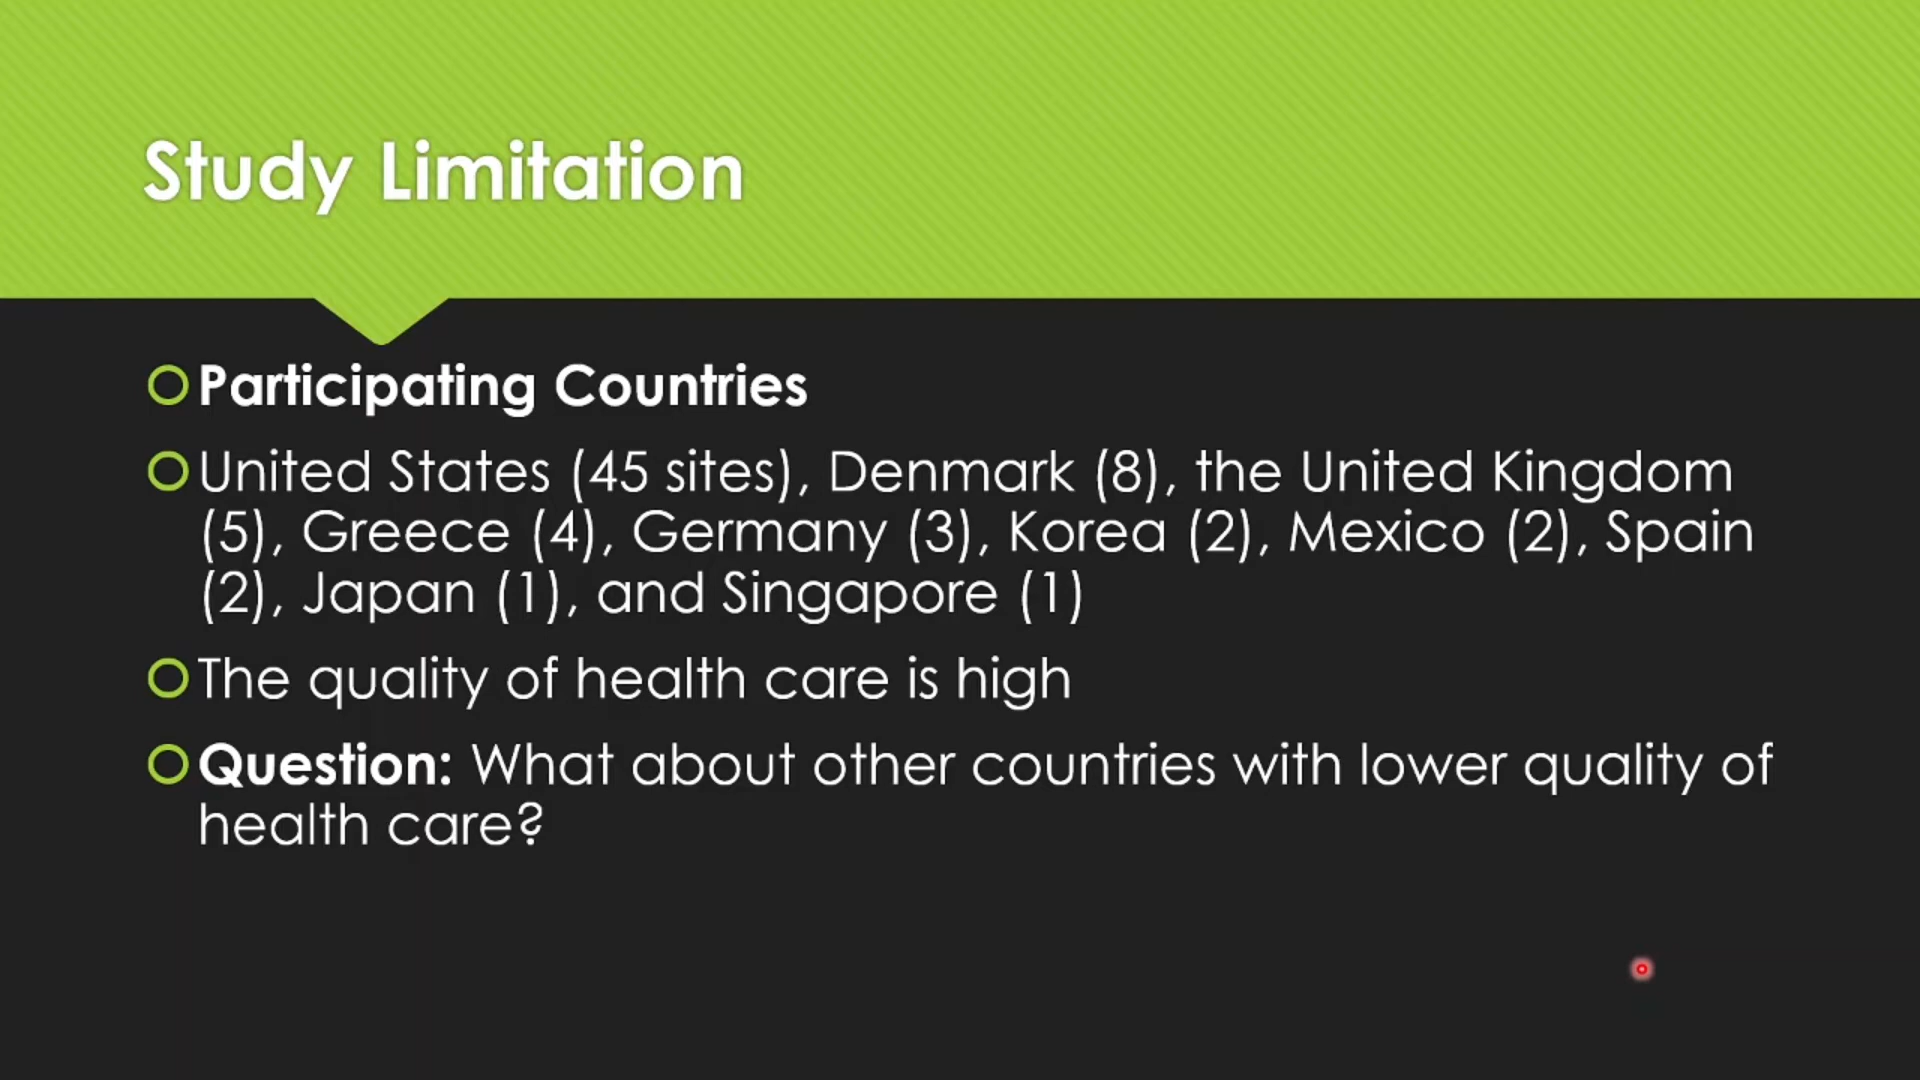 Study Limitation
Participating Countries
United States (45 sites), Denmark (8), the United Kingdom
(5), Greece (4), Germany (3), Korea (2), Mexico (2), Spain
(2), Japan (1), and Singapore (1)
The quality of health care is high
Question: What about other countries with lower quality of
health care?